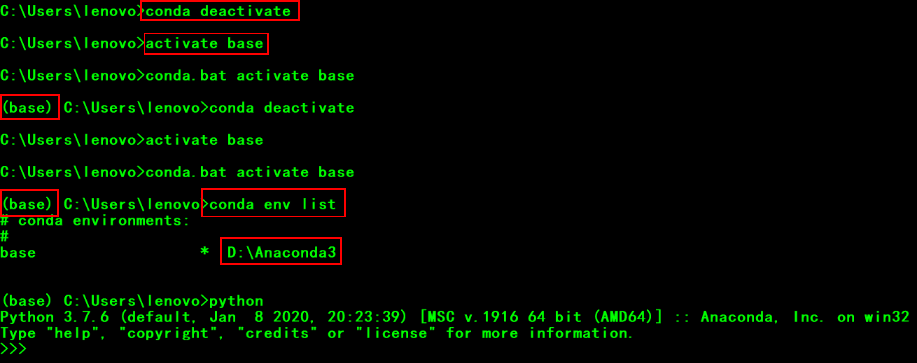 C:\Users\lenovo>conda deactivate
C:\Users\lenovo>activate base
C:\Users\lenovo>conda.bat activate base
(base) C:\Users\lenovo>conda deactivate
C:\Users\lenovo>activate base
C:\Users\lenovo>conda.bat activate base
(base) C:\Users\lenovo>conda env list
# conda environments:
#
base                     *  D:\Anaconda3
(base) C:\Users\lenovo>python
Python 3.7.6 (default, Jan  8 2020, 20:23:39) [MSC v.1916 64 bit (AMD64)] :: Anaconda, Inc. on win32
Type "help", "copyright", "credits" or "license" for more information.
>>>